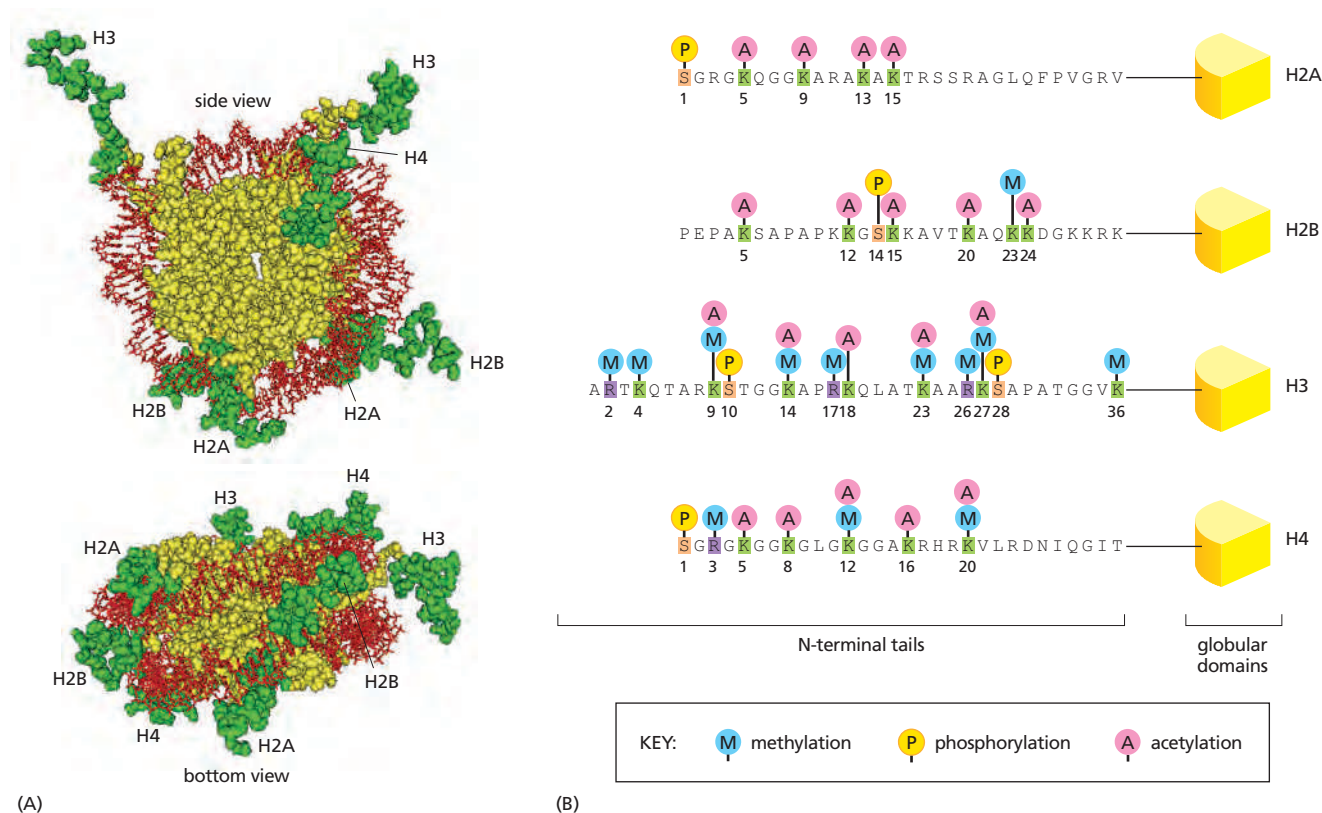 H3
H3
side view
H4
H2B
H2B
H2A
H2A
H4
H3
H3
H2A
H2B
H2B
H4
H2A
bottom view
(A)
P A A A A
S G R G K Q G G K A R A K A K T R S S R A G L Q F P V G R V
H2A
1 5 9 13 15
P M
A A A A A
P E P A K S A P A P K K G S K K A V T K A Q K K D G K K R K
H2B
5 12 14 15 20 23 24
A A
M M A M P A A M M A M A M P M
A R T K Q T A R K S T G G K A P R K Q L A T K A A R K S A P A T G G V K
H3
2 4 9 10 14 17 18 23 26 27 28 36
A A
P M A A M A M
S G R G K G G K G L G K G G A K R H R K V L R D N I Q G I T
H4
1 3 5 8 12 16 20
N-terminal tails
globular
domains
KEY: M methylation P phosphorylation A acetylation
(B)